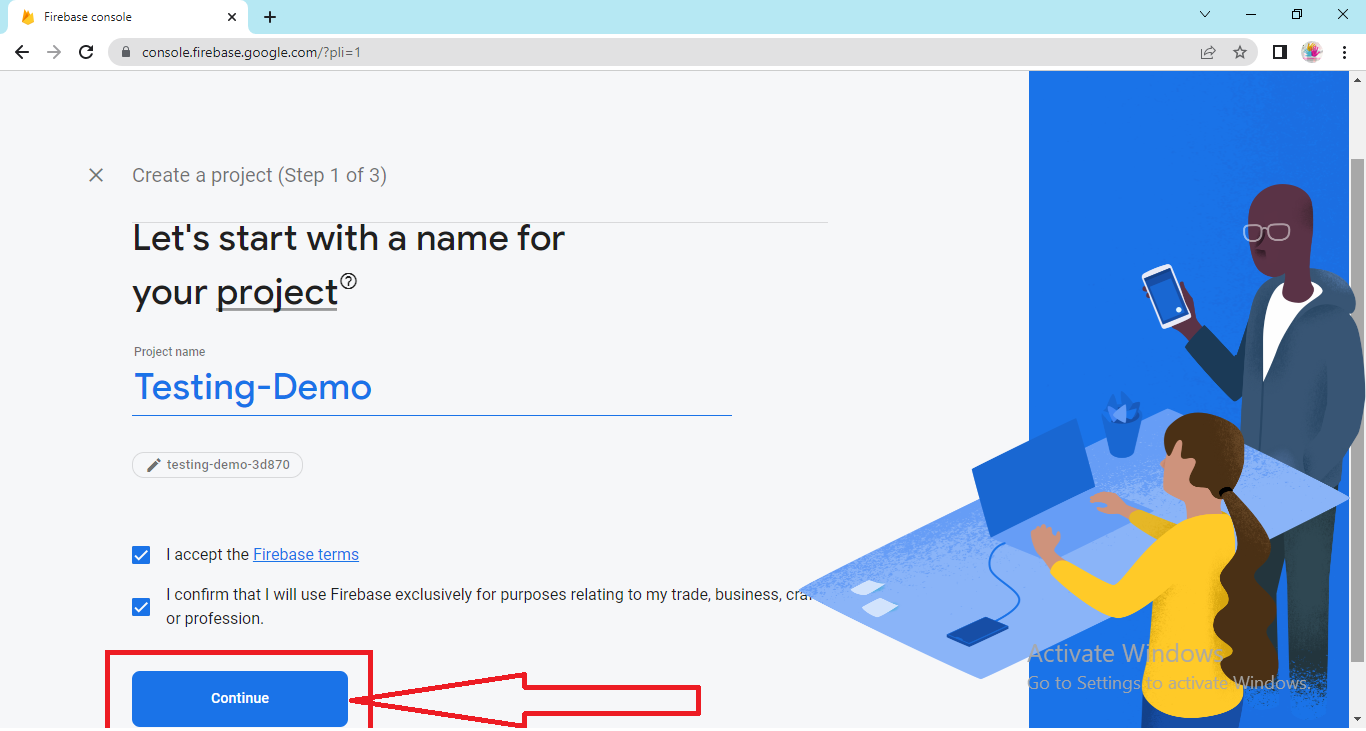 Firebase console
console.firebase.google.com/?pli=1
Create a project (Step 1 of 3)
Let's start with a name for
your project
Project name
Testing-Demo
testing-demo-3d870
I accept the Firebase terms
I confirm that I will use Firebase exclusively for purposes relating to my trade, business,
or profession.
Continue
Activate Windows
Go to Settings to activate Windows.